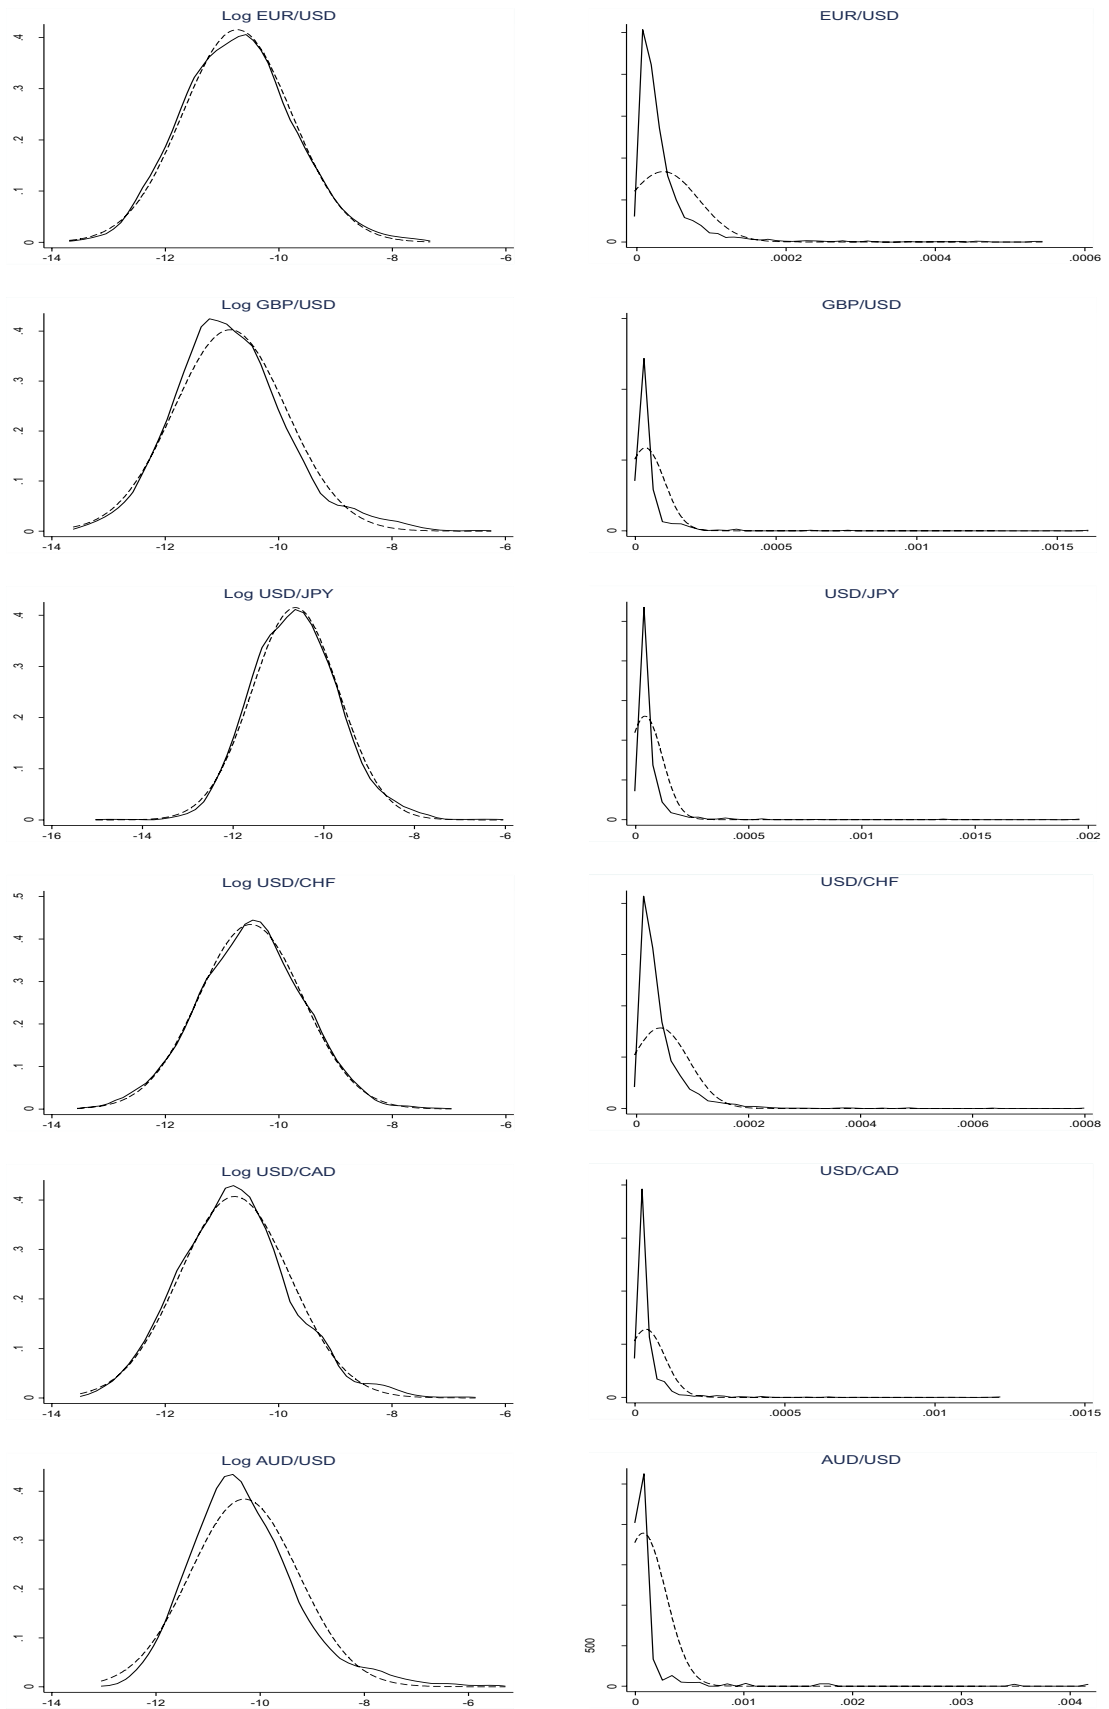 Log EUR/USD
.4
.3
.2
.1
0
-14 -12 -10 -8 -6
EUR/USD
0
0 .0002 .0004 .0006
Log GBP/USD
.4
.3
.2
.1
0
-14 -12 -10 -8 -6
GBP/USD
0
0 .0005 .001 .0015
Log USD/JPY
.4
.3
.2
.1
0
-16 -14 -12 -10 -8 -6
USD/JPY
0
0 .0005 .001 .0015 .002
Log USD/CHF
.5
.4
.3
.2
.1
0
-14 -12 -10 -8 -6
USD/CHF
0
0 .0002 .0004 .0006 .0008
Log USD/CAD
.4
.3
.2
.1
0
-14 -12 -10 -8 -6
USD/CAD
0
0 .0005 .001 .0015
Log AUD/USD
.4
.3
.2
.1
0
-14 -12 -10 -8 -6
AUD/USD
500
0
0 .001 .002 .003 .004